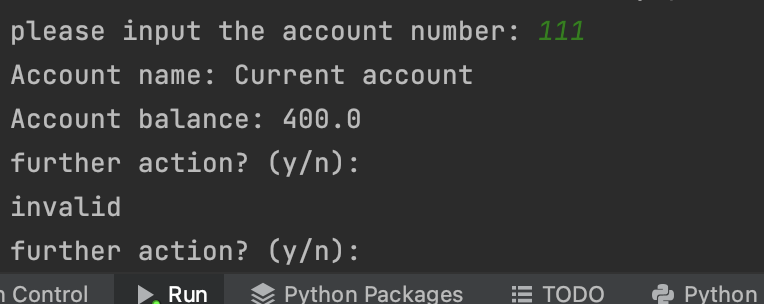 please input the account number: 111
Account name: Current account
Account balance: 400.0
further action? (y/n):
invalid
further action? (y/n):
n Control Run Python Packages TODO Python